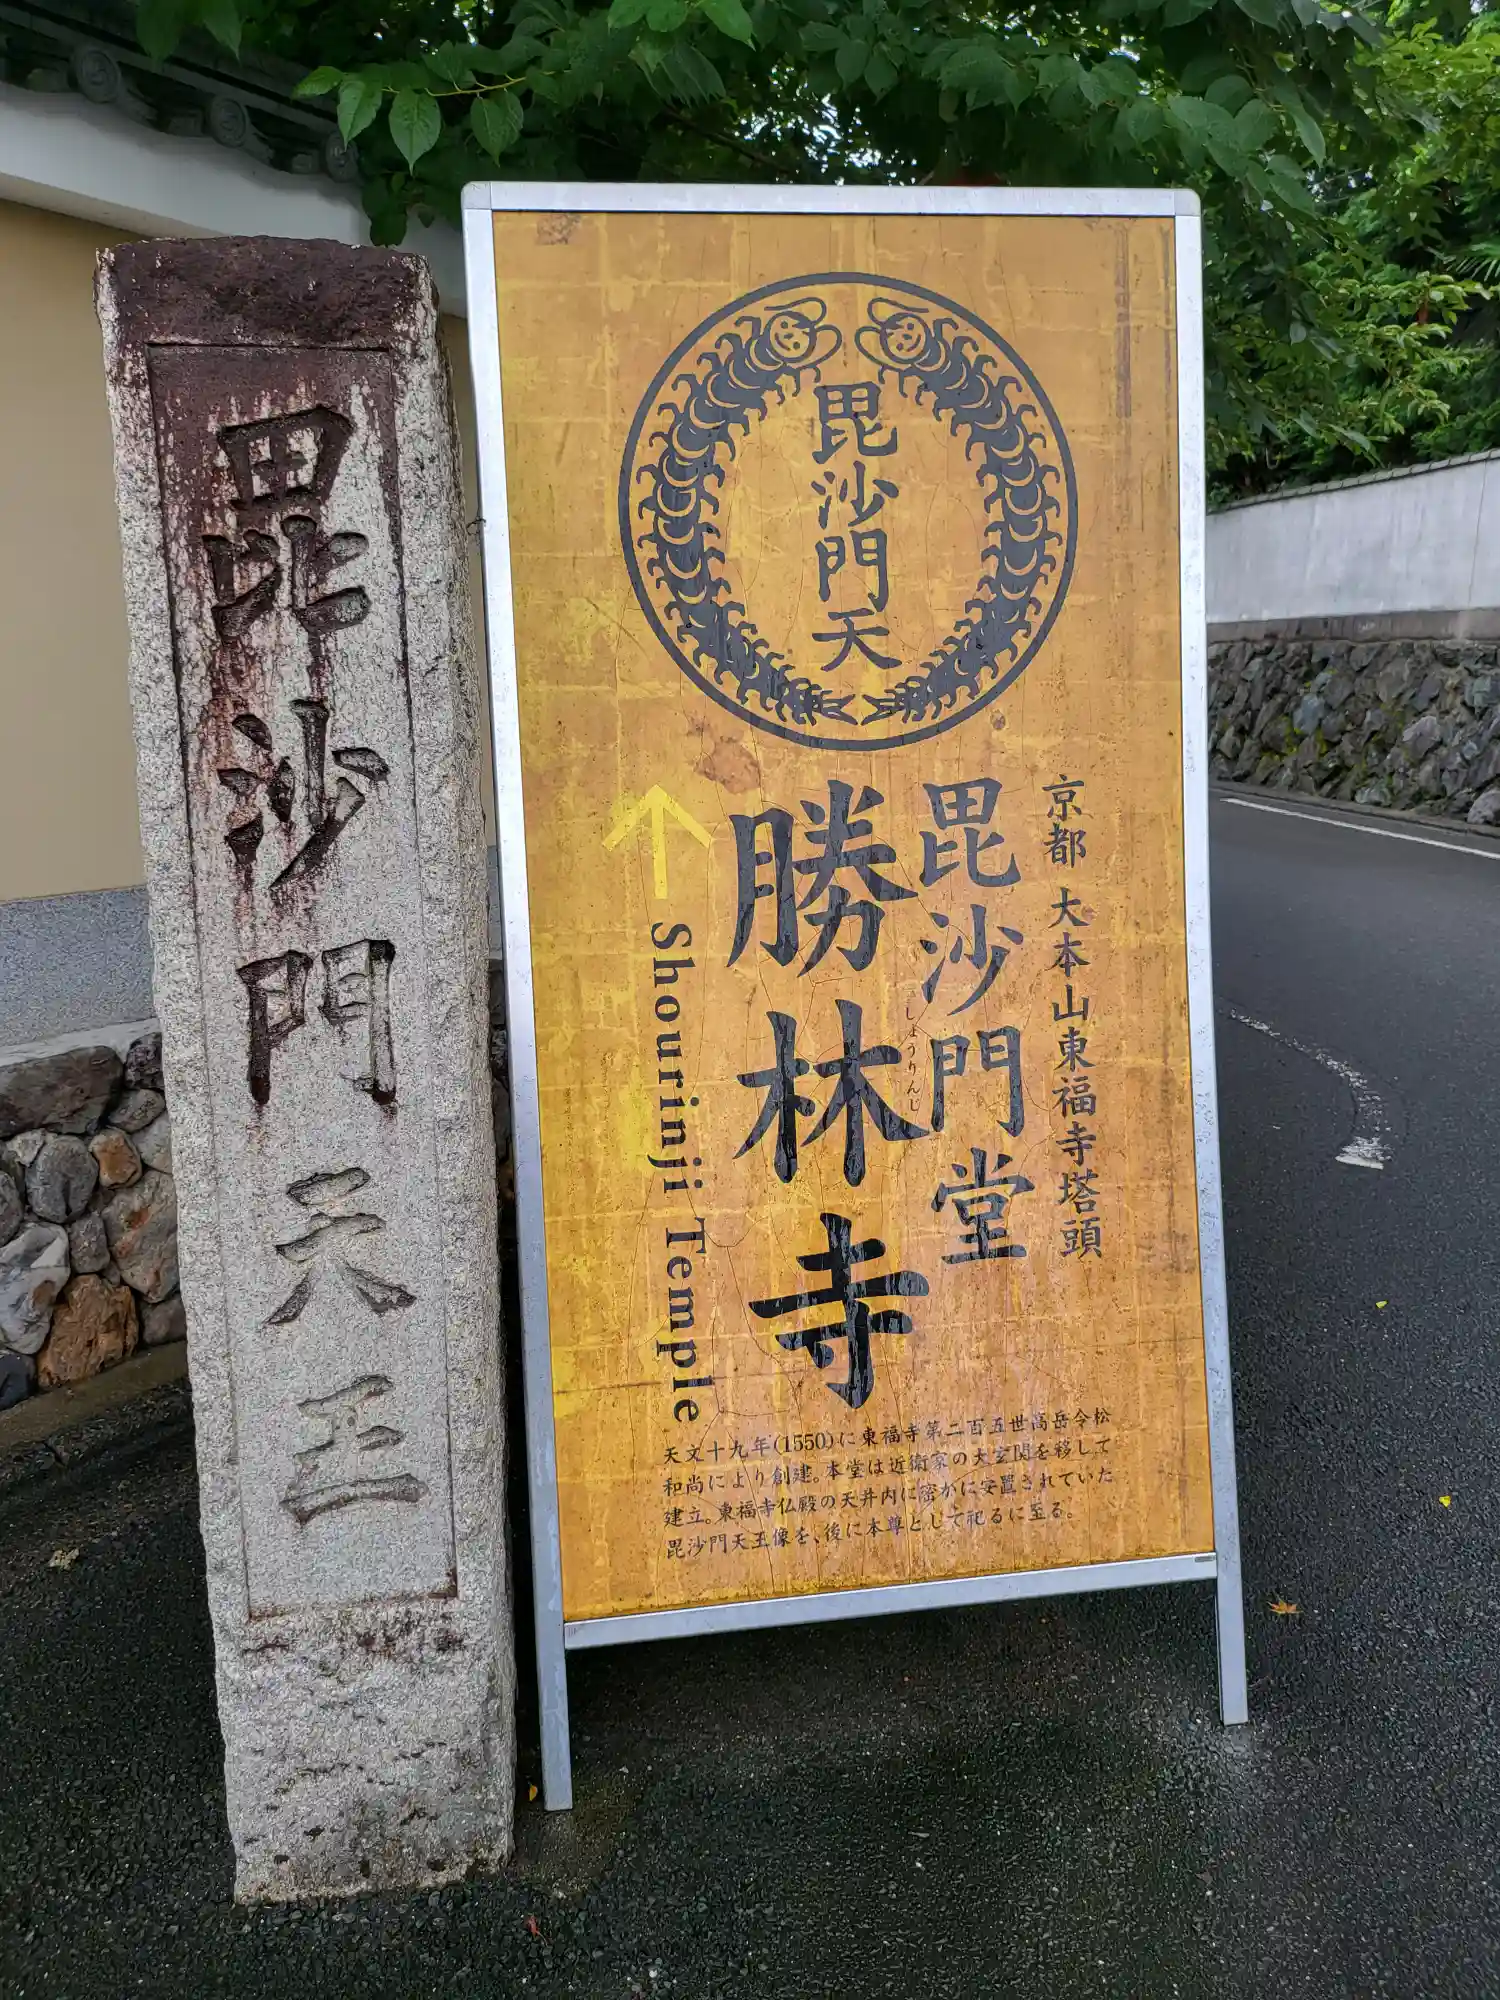 毘沙門天王
毘沙門天
京都 大本山東福寺塔頭
毘沙門堂
勝林寺
しょうりんじ
Shourinji Temple
天文十九年(1550)に東福寺第二百五世高岳令松
和尚により創建。本堂は近衛家の大玄関を移して
建立。東福寺仏殿の天井内に密かに安置されていた
毘沙門天王像を、後に本尊として祀るに至る。